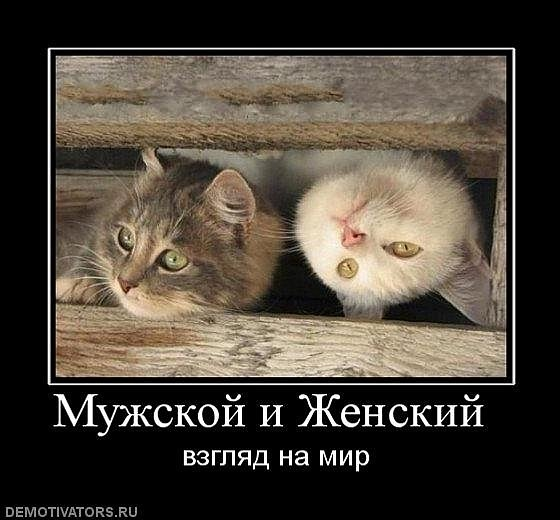 Мужской и Женский
взгляд на мир
DEMOTIVATORS.RU